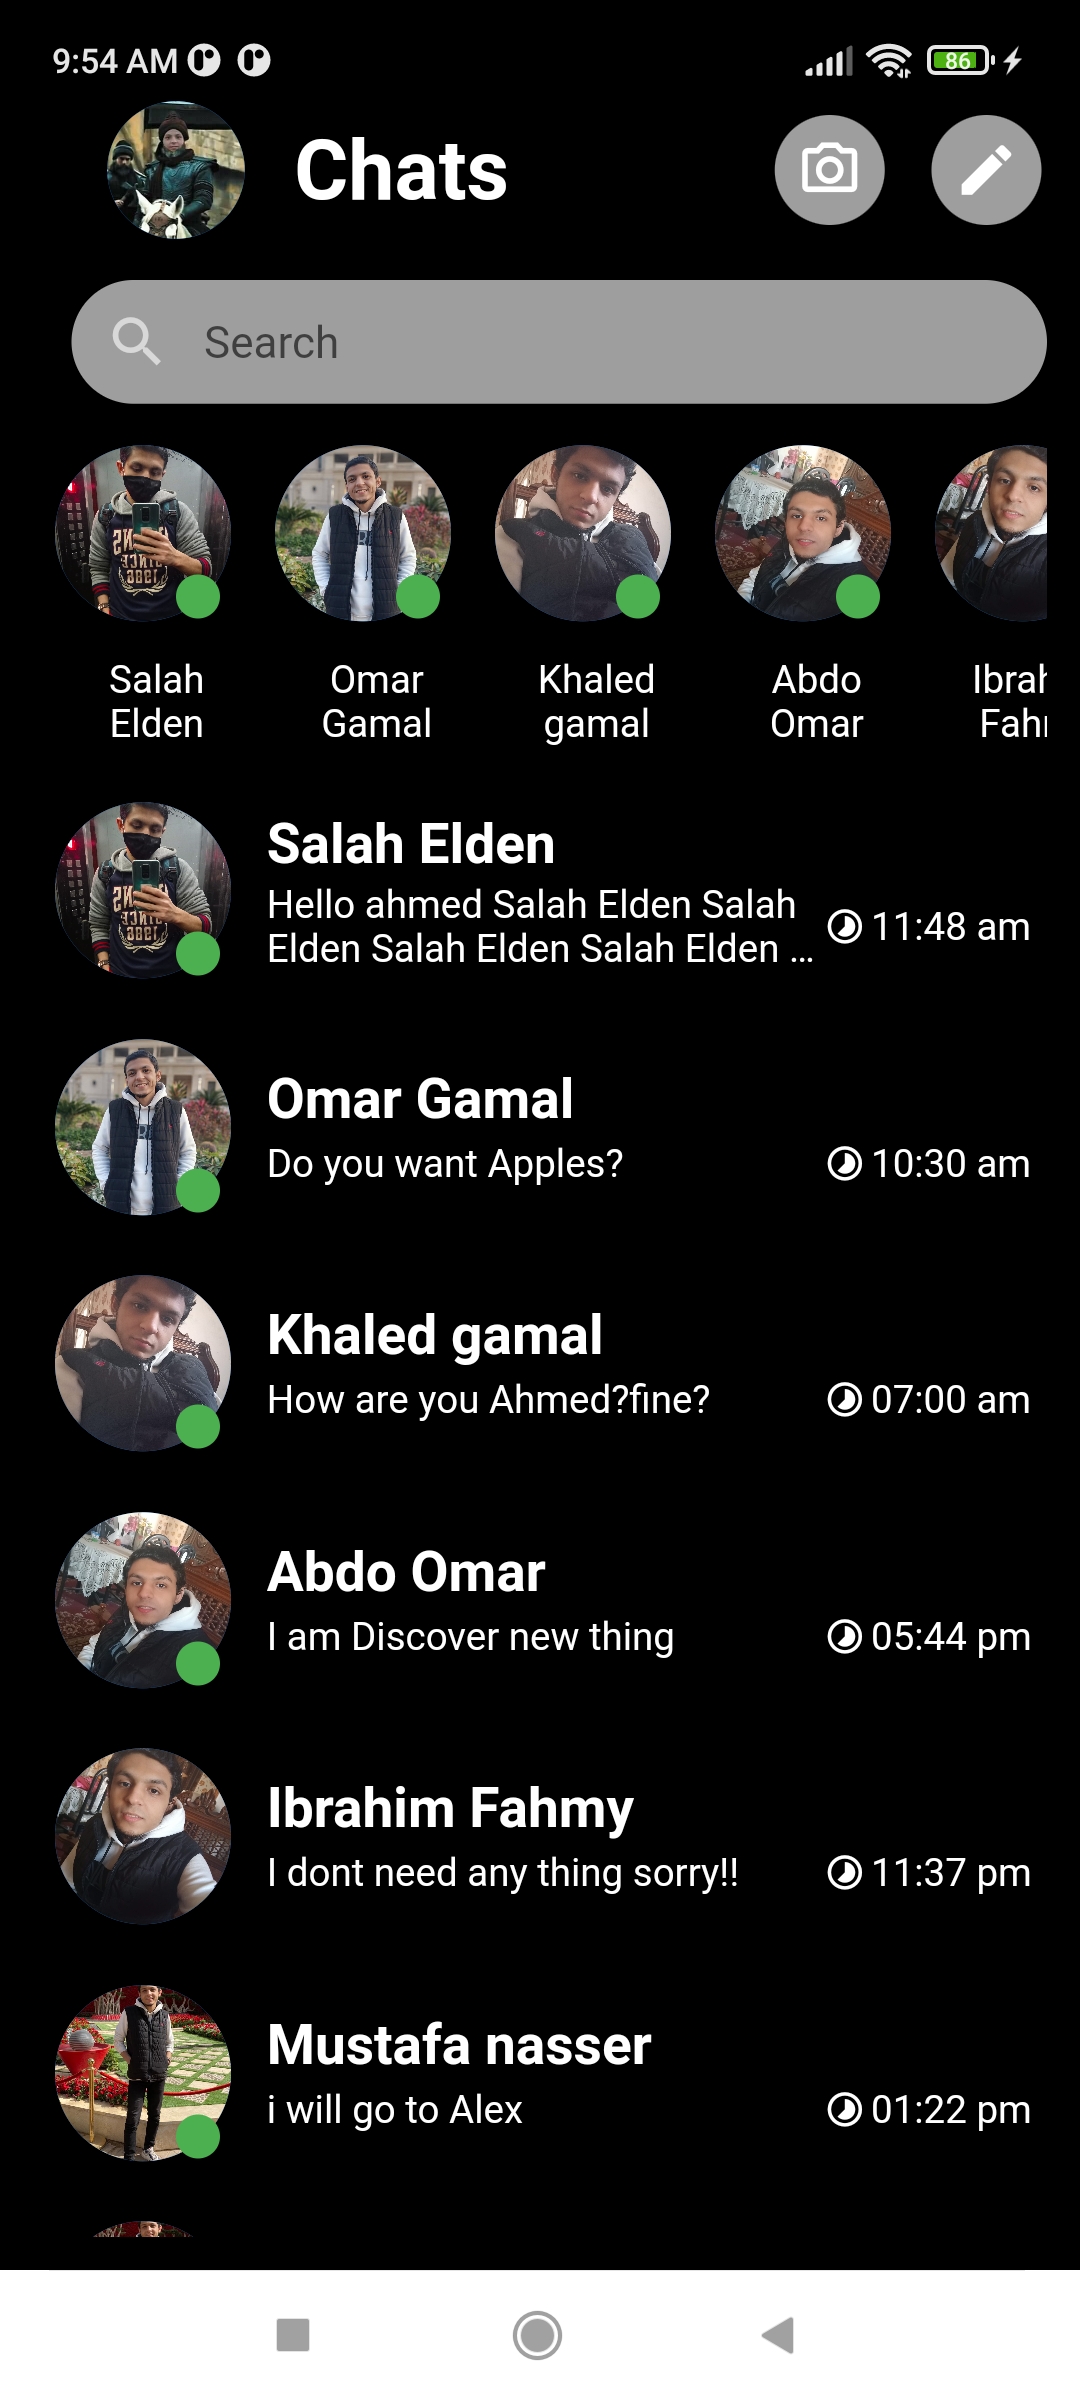 9:54 AM
86
Chats
Search
Salah
Elden
Omar
Gamal
Khaled
gamal
Abdo
Omar
Ibrah
Fahr
Salah Elden
Hello ahmed Salah Elden Salah
Elden Salah Elden Salah Elden ...
11:48 am
Omar Gamal
Do you want Apples?
10:30 am
Khaled gamal
How are you Ahmed?fine?
07:00 am
Abdo Omar
I am Discover new thing
05:44 pm
Ibrahim Fahmy
I dont need any thing sorry!!
11:37 pm
Mustafa nasser
i will go to Alex
01:22 pm